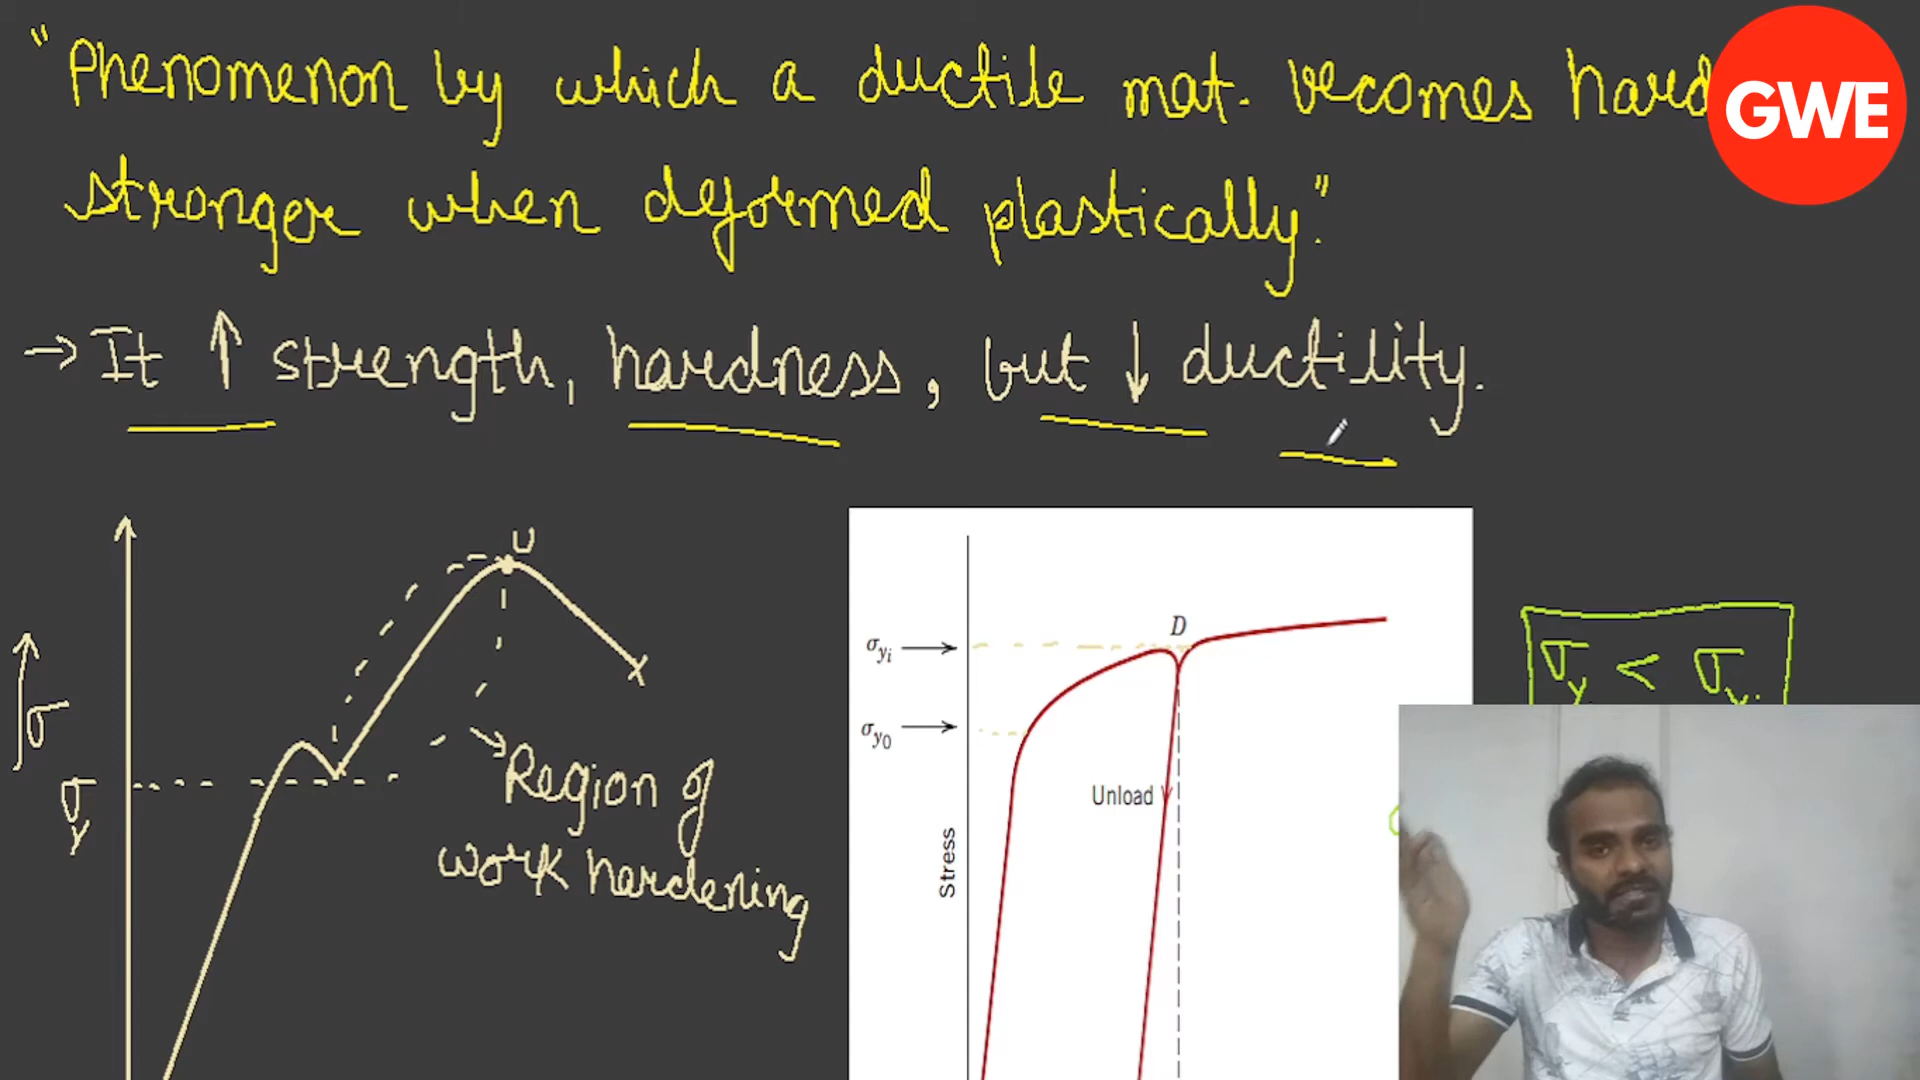 "Phenomenon by which a ductile mat. becomes hard
GWE
stronger when deformed plastically."
→ It ↑ strength, hardness, but ↓ ductility.
U
σ
σy
Region of
work hardening
D
σyi
σy0
Unload
Stress
σy < σyi